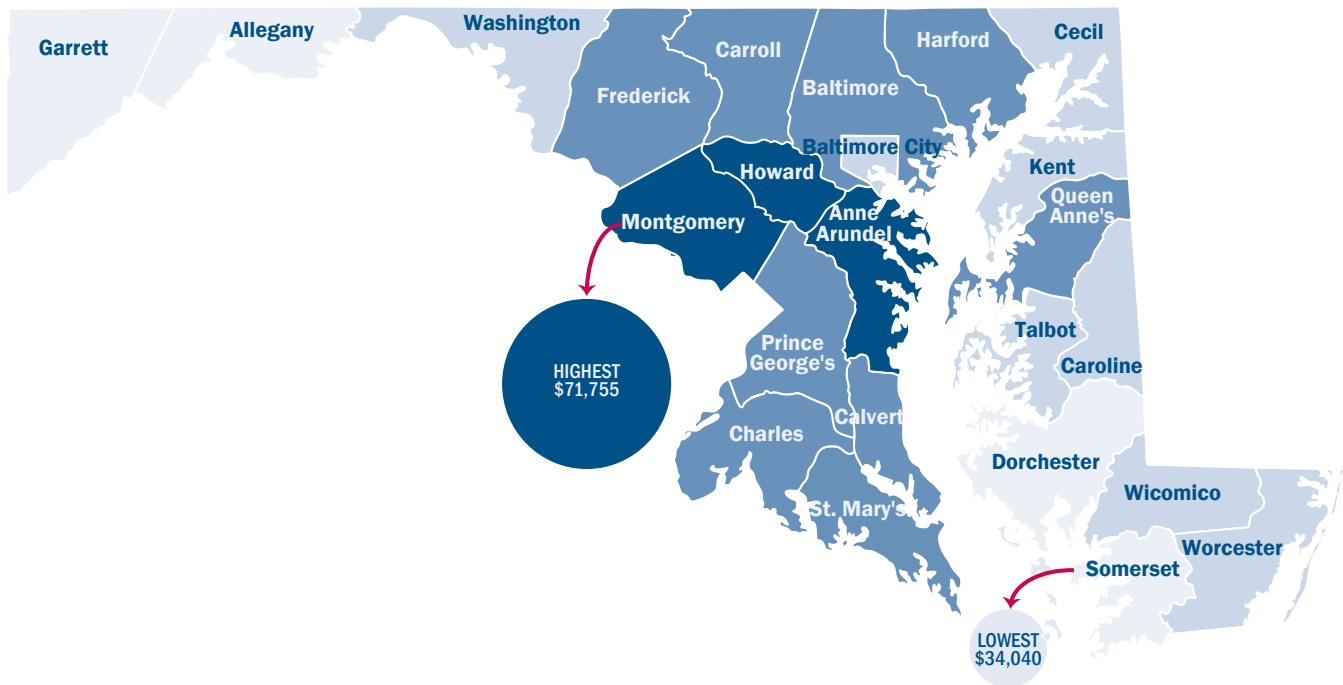 Garrett
Allegany
Washington
Frederick
Carroll
Baltimore
Harford
Cecil
Baltimore City
Howard
Kent
Queen
Anne's
Montgomery
Anne
Arundel
Talbot
Caroline
Prince
George's
HIGHEST
$71,755
Charles
Calvert
Dorchester
St. Mary's
Wicomico
Worcester
Somerset
LOWEST
$34,040